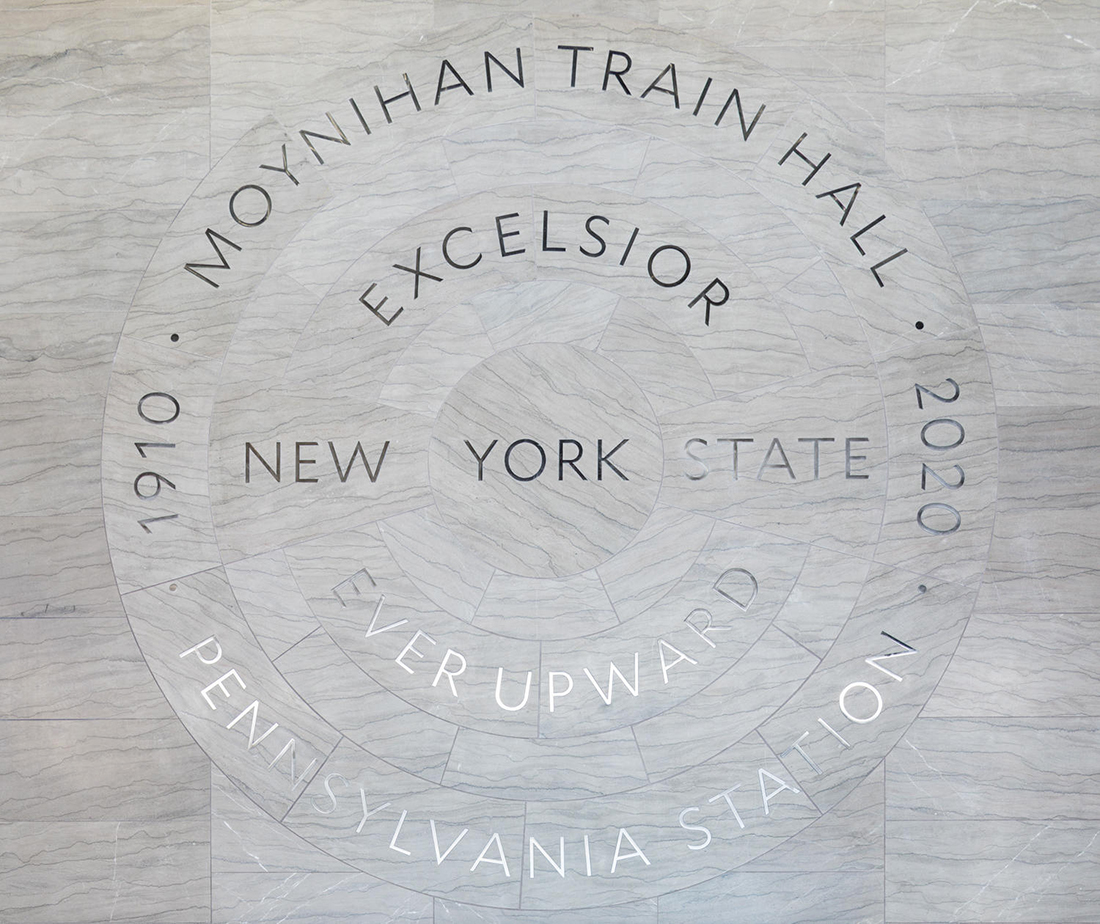 MOYNIHAN TRAIN HALL
EXCELSIOR
1910
NEW YORK STATE
2020
EVER UPWARD
PENNSYLVANIA STATION